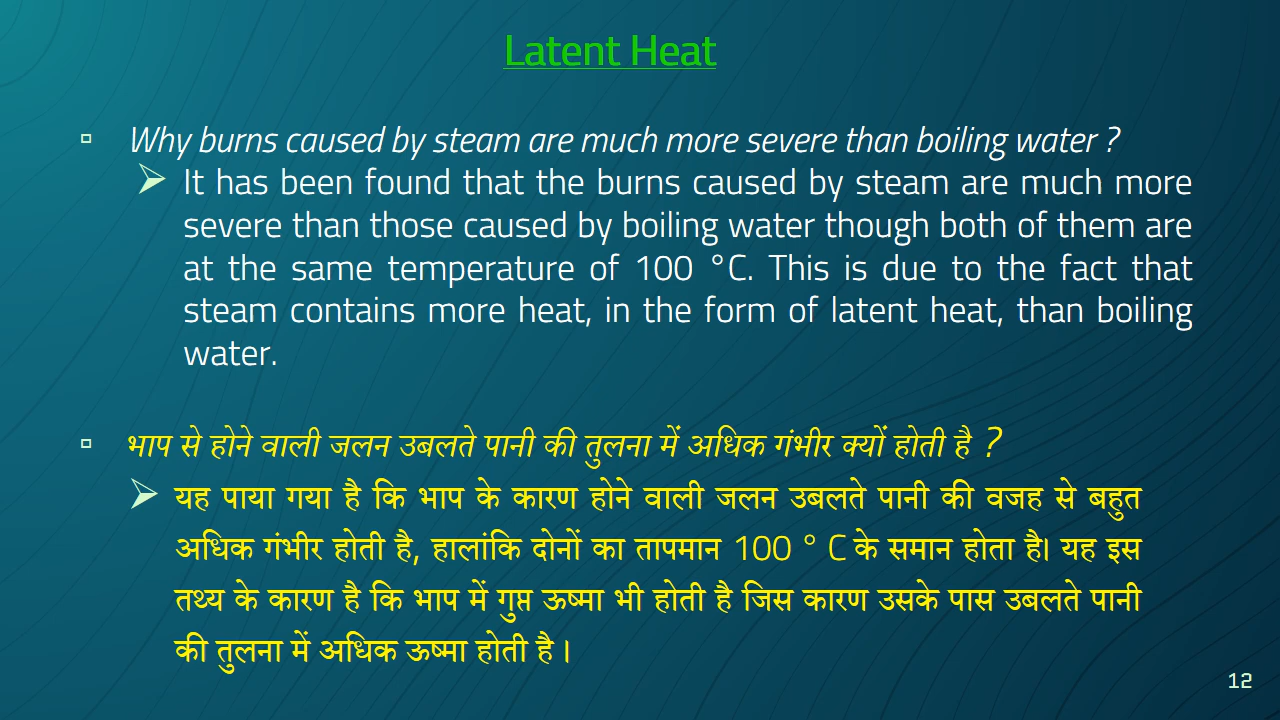 Latent Heat
Why burns caused by steam are much more severe than boiling water ?
It has been found that the burns caused by steam are much more
severe than those caused by boiling water though both of them are
at the same temperature of 100 °C. This is due to the fact that
steam contains more heat, in the form of latent heat, than boiling
water.
भाप से होने वाली जलन उबलते पानी की तुलना में अधिक गंभीर क्यों होती है ?
यह पाया गया है कि भाप के कारण होने वाली जलन उबलते पानी की वजह से बहुत
अधिक गंभीर होती है, हालांकि दोनों का तापमान 100 ° C के समान होता है। यह इस
तथ्य के कारण है कि भाप में गुप्त ऊष्मा भी होती है जिस कारण उसके पास उबलते पानी
की तुलना में अधिक ऊष्मा होती है ।
12